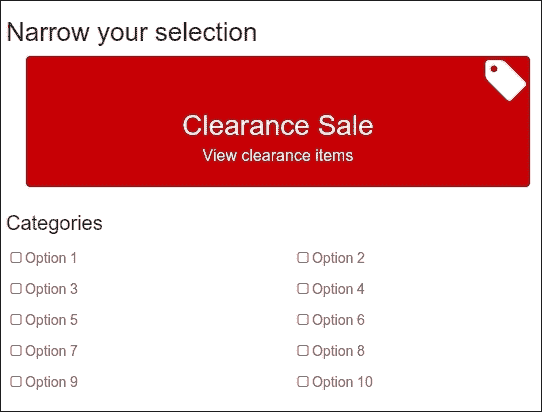 Narrow your selection
Clearance Sale
View clearance items
Categories
Option 1
Option 2
Option 3
Option 4
Option 5
Option 6
Option 7
Option 8
Option 9
Option 10